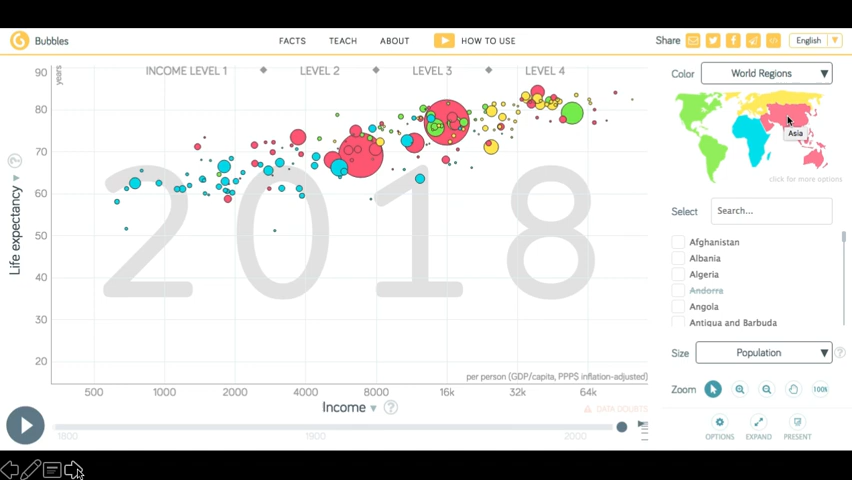 Bubbles
FACTS
TEACH
ABOUT
HOW TO USE
Share
English
90
80
70
60
50
40
30
20
years
Life expectancy
?
INCOME LEVEL 1
LEVEL 2
LEVEL 3
LEVEL 4
2018
per person (GDP/capita, PPP$ inflation-adjusted)
500
1000
2000
4000
8000
16k
32k
64k
Income
?
DATA DOUBTS
1800
1900
2000
Color
World Regions
Asia
click for more options
Select
Search...
Afghanistan
Albania
Algeria
Andorra
Angola
Antigua and Barbuda
Size
Population
?
Zoom
100%
OPTIONS
EXPAND
PRESENT